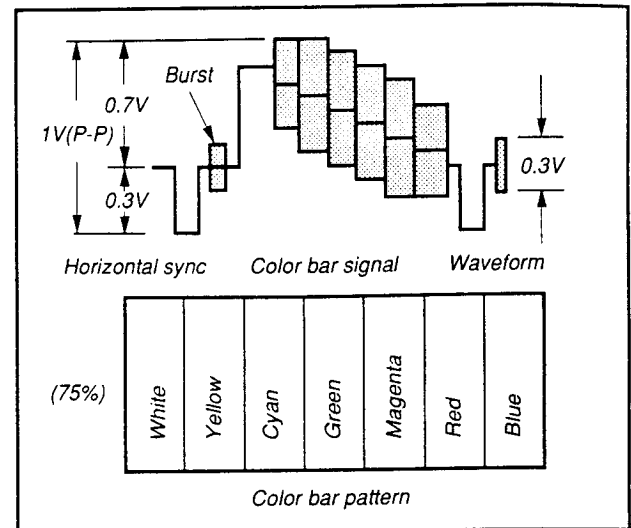 Burst
0.7V
1V(P-P)
0.3V
0.3V
Horizontal sync
Color bar signal
Waveform
(75%)
White
Yellow
Cyan
Green
Magenta
Red
Blue
Color bar pattern